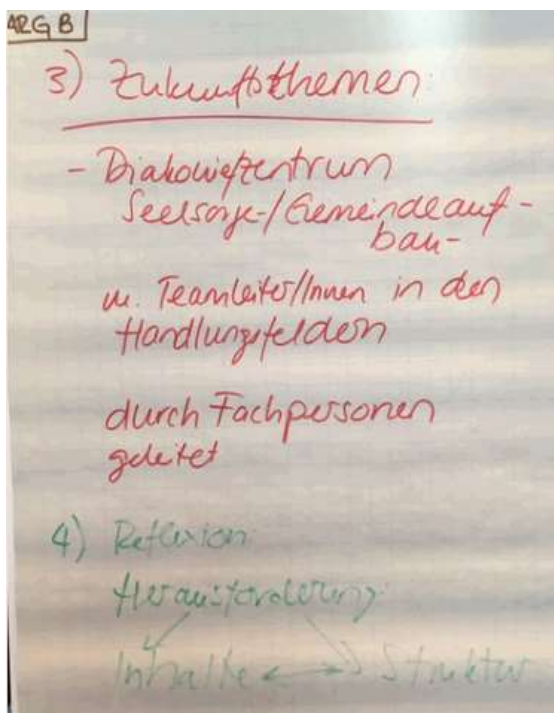 ARG B
3) Zukunftsthemen:
- Diakoniezentrum
Seelsorge-/Gemeindeauf-
bau-
m. Teamleiter/Innen in den
Handlungsfeldern
durch Fachpersonen
geleitet
4) Reflexion:
Herausforderung:
Inhalte ↔ Struktur